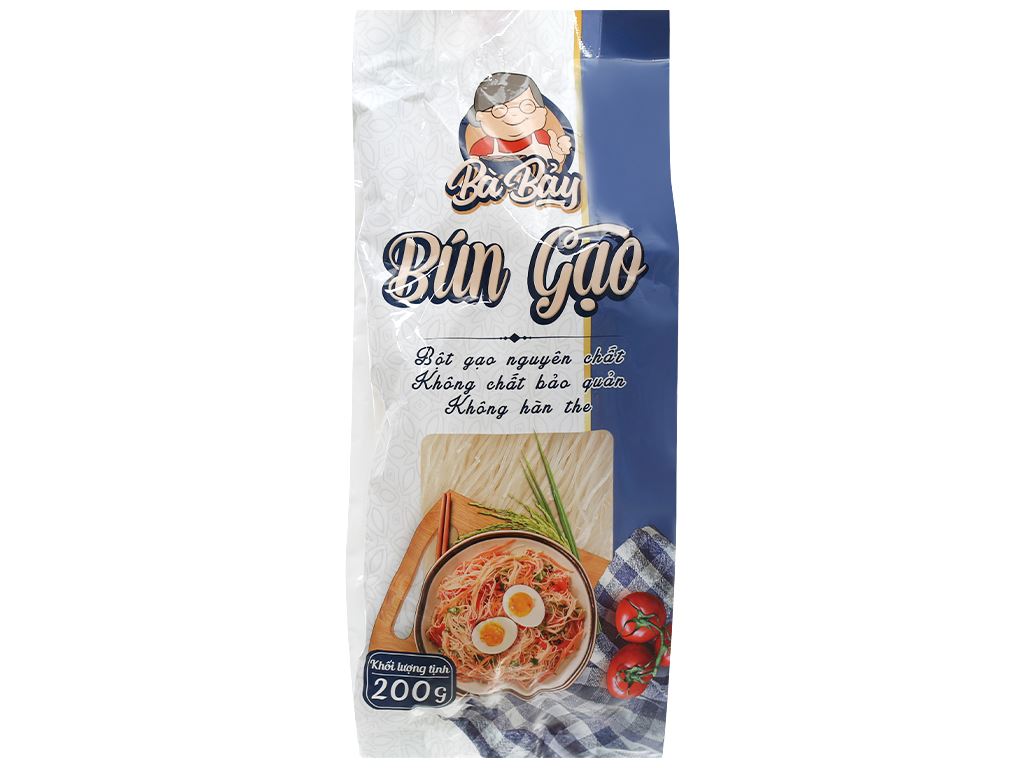 Bà Bảy
Bún Gạo
Bột gạo nguyên chất
Không chất bảo quản
Không hàn the
Khối lượng tịnh
200g